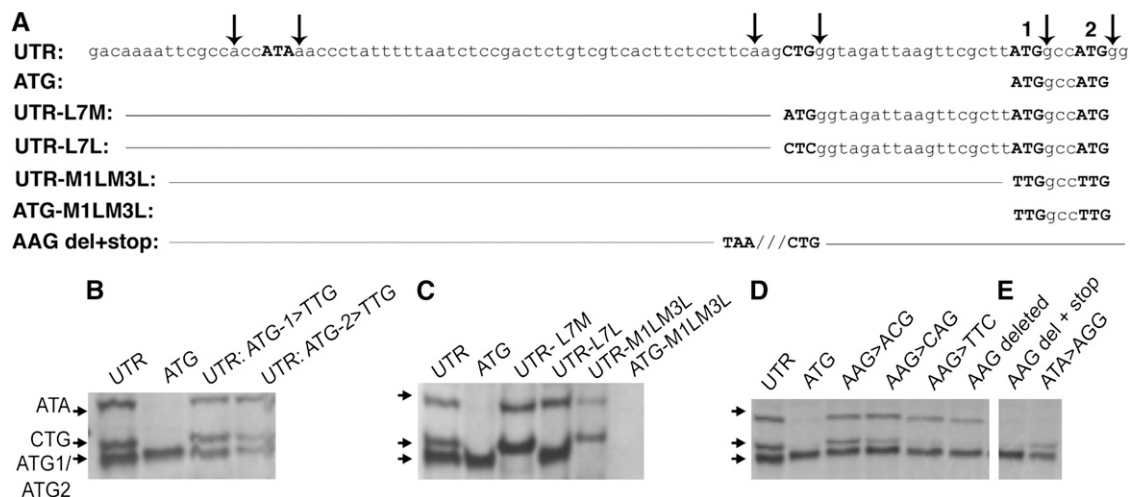 A
1 2
UTR: gacaaaattcgccaccATAaaccctatttttaatctccgactctgtcgtcacttctccttcaagCTGggtagattaagttcgcttATGgccATGgg
ATG: ATGgccATG
UTR-L7M: ATGggtagattaagttcgcttATGgccATG
UTR-L7L: CTCggtagattaagttcgcttATGgccATG
UTR-M1LM3L: TTGgccTTG
ATG-M1LM3L: TTGgccTTG
AAG del+stop: TAA///CTG
B
UTR ATG UTR: ATG-1>TTG UTR: ATG-2>TTG
ATA
CTG
ATG1/
ATG2
C
UTR ATG UTR- L7M UTR-L7L UTR-M1LM3L ATG-M1LM3L
D
UTR ATG AAG>ACG AAG>CAG AAG>TTC AAG deleted
E
AAG del + stop ATA>AGG